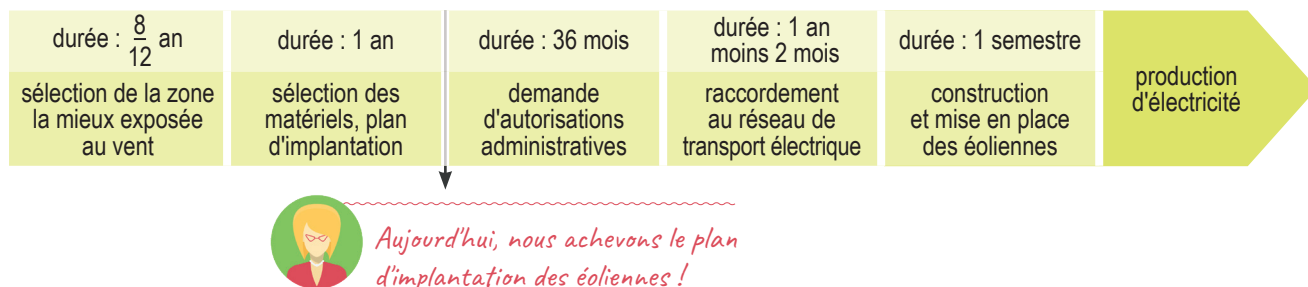 durée : 8/12 an
sélection de la zone
la mieux exposée
au vent
durée : 1 an
sélection des
matériels, plan
d'implantation
durée : 36 mois
demande
d'autorisations
administratives
durée : 1 an
moins 2 mois
raccordement
au réseau de
transport électrique
durée : 1 semestre
construction
et mise en place
des éoliennes
production
d'électricité
Aujourd'hui, nous achevons le plan
d'implantation des éoliennes !